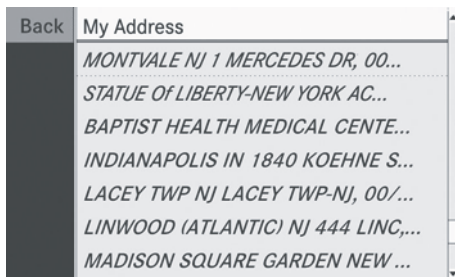 Back My Address
MONTVALE NJ 1 MERCEDES DR, 00...
STATUE Of LIBERTY-NEW YORK AC...
BAPTIST HEALTH MEDICAL CENTE...
INDIANAPOLIS IN 1840 KOEHNE S...
LACEY TWP NJ LACEY TWP-NJ, 00/...
LINWOOD (ATLANTIC) NJ 444 LINC,...
MADISON SQUARE GARDEN NEW ...